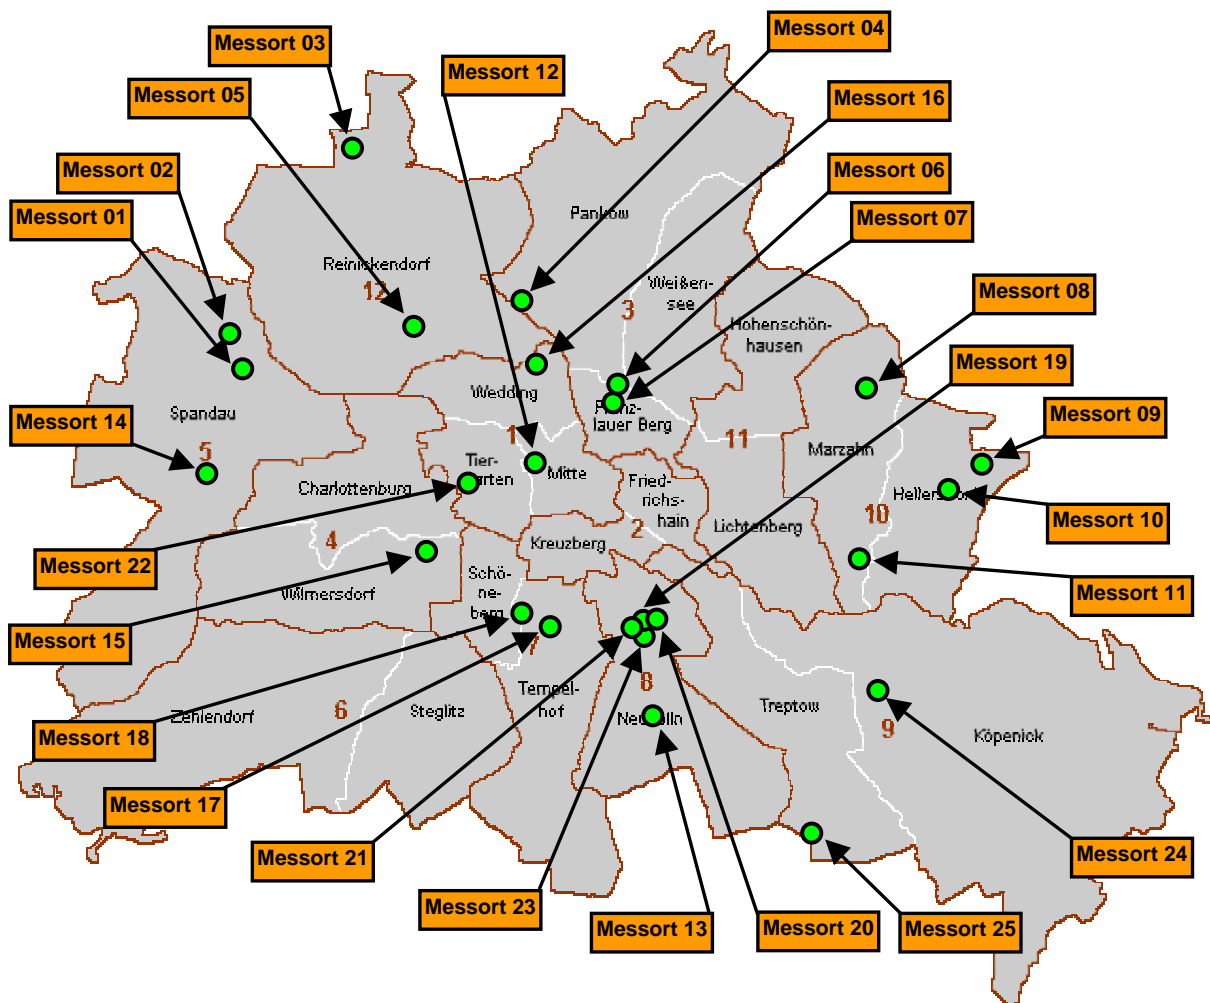 Messort 04
Messort 03
Messort 12
Messort 05
Messort 16
Messort 02
Messort 06
Messort 01
Messort 07
Pankow
Reinickendorf
12
Weißen-
see
3
Messort 08
Hohenschön-
hausen
Messort 19
Wedding
Spandau
Prenz-
lauer Berg
Messort 14
5
1
11
Marzahn
Messort 09
Tier-
garten
Mitte
Charlottenburg
Friedrichs-
hain
Hellersdorf
10
Messort 10
Lichtenberg
2
4
Kreuzberg
Messort 22
Schö-
ne-
berg
Wilmersdorf
Messort 11
Messort 15
7
8
Tempel-
hof
Zehlendorf
6
Steglitz
Neukölln
Treptow
9
Köpenick
Messort 18
Messort 17
Messort 21
Messort 24
Messort 23
Messort 13
Messort 20
Messort 25